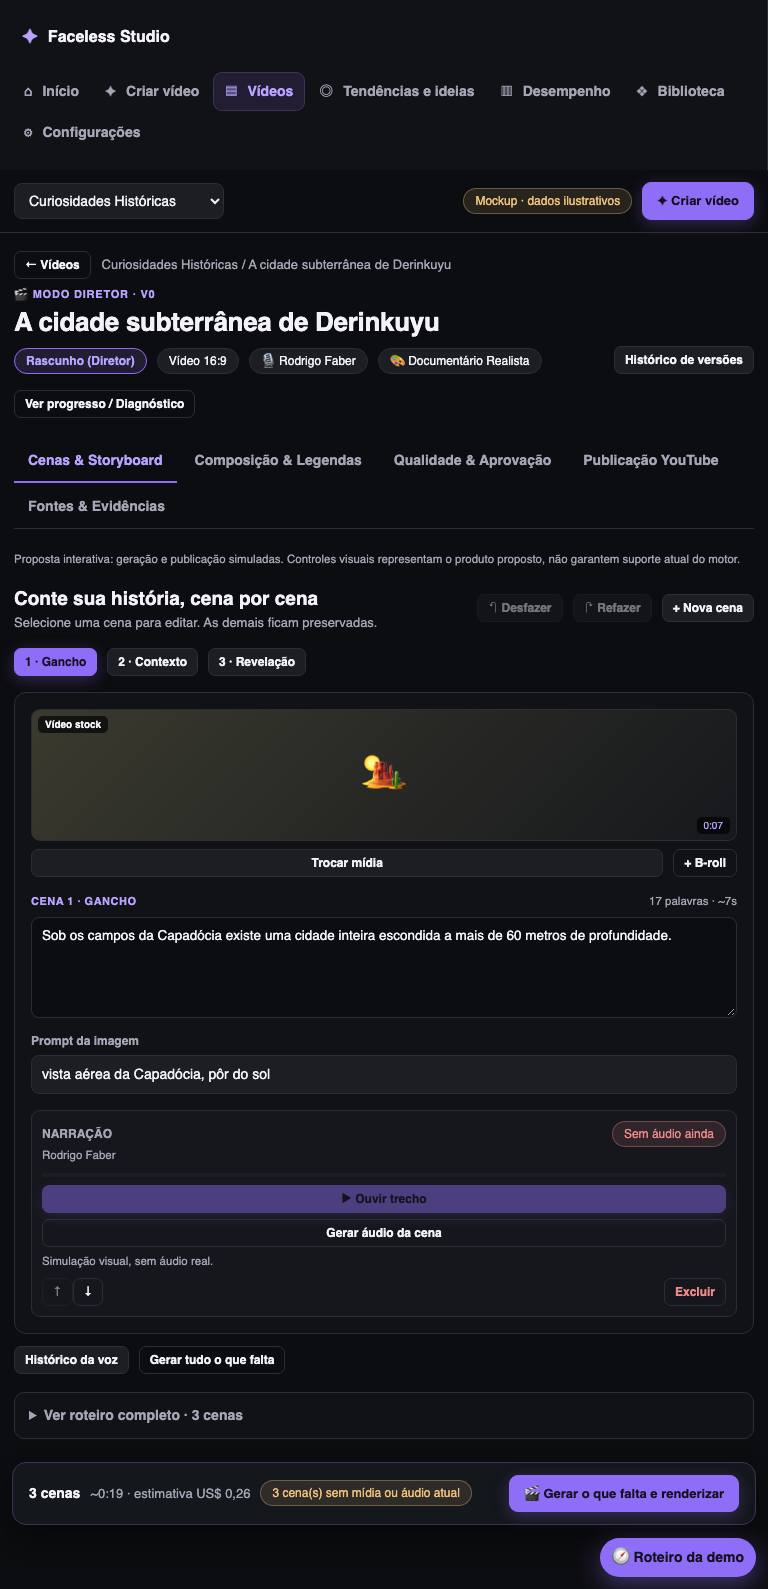 Faceless Studio
Início
Criar vídeo
Vídeos
Tendências e ideias
Desempenho
Biblioteca
Configurações
Curiosidades Históricas
Mockup · dados ilustrativos
✦ Criar vídeo
← Vídeos
Curiosidades Históricas / A cidade subterrânea de Derinkuyu
🎬 MODO DIRETOR · V0
A cidade subterrânea de Derinkuyu
Rascunho (Diretor)
Vídeo 16:9
🎙️ Rodrigo Faber
🎨 Documentário Realista
Histórico de versões
Ver progresso / Diagnóstico
Cenas & Storyboard
Composição & Legendas
Qualidade & Aprovação
Publicação YouTube
Fontes & Evidências
Proposta interativa: geração e publicação simuladas. Controles visuais representam o produto proposto, não garantem suporte atual do motor.
Conte sua história, cena por cena
Selecione uma cena para editar. As demais ficam preservadas.
↰ Desfazer
↱ Refazer
+ Nova cena
1 · Gancho
2 · Contexto
3 · Revelação
Vídeo stock
0:07
Trocar mídia
+ B-roll
CENA 1 · GANCHO
17 palavras · ~7s
Sob os campos da Capadócia existe uma cidade inteira escondida a mais de 60 metros de profundidade.
Prompt da imagem
vista aérea da Capadócia, pôr do sol
NARRAÇÃO
Sem áudio ainda
Rodrigo Faber
▶ Ouvir trecho
Gerar áudio da cena
Simulação visual, sem áudio real.
↑
↓
Excluir
Histórico da voz
Gerar tudo o que falta
▶ Ver roteiro completo · 3 cenas
3 cenas
~0:19 · estimativa US$ 0,26
3 cena(s) sem mídia ou áudio atual
🎬 Gerar o que falta e renderizar
🧭 Roteiro da demo